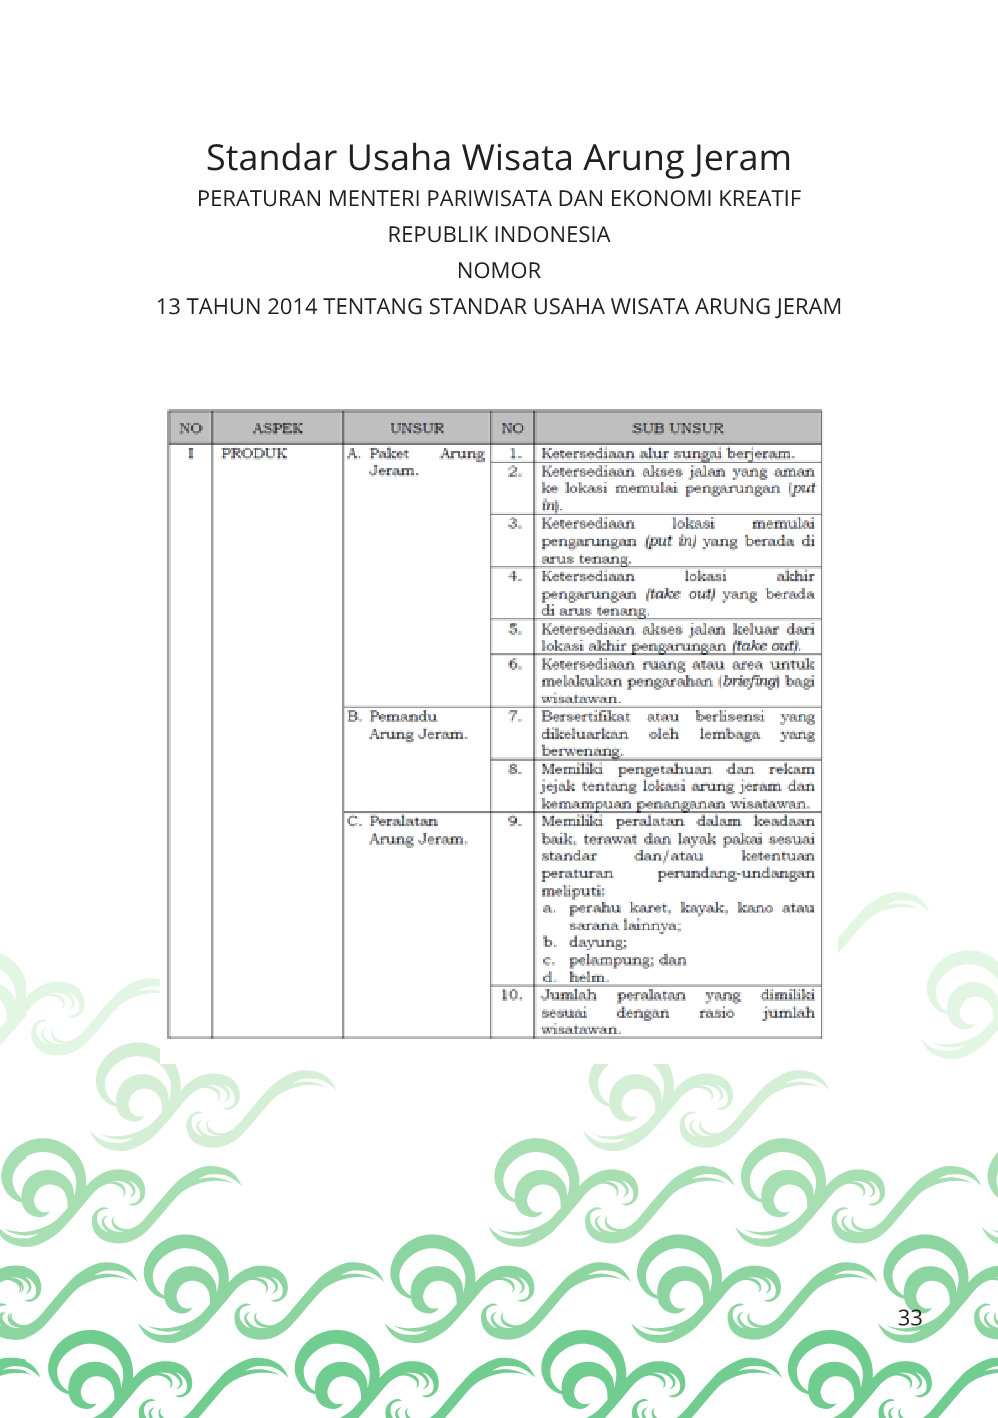 Standar Usaha Wisata Arung Jeram
PERATURAN MENTERI PARIWISATA DAN EKONOMI KREATIF
REPUBLIK INDONESIA
NOMOR
13 TAHUN 2014 TENTANG STANDAR USAHA WISATA ARUNG JERAM
NO ASPEK UNSUR NO SUB UNSUR
I PRODUK A. Paket Arung 1. Ketersediaan alur sungai berjeram.
Jeram. 2. Ketersediaan akses jalan yang aman
ke lokasi memulai pengarungan (put
in).
3. Ketersediaan lokasi memulai
pengarungan (put in) yang berada di
arus tenang.
4. Ketersediaan lokasi akhir
pengarungan (take out) yang berada
di arus tenang.
5. Ketersediaan akses jalan keluar dari
lokasi akhir pengarungan (take out).
6. Ketersediaan ruang atau area untuk
melakukan pengarahan (briefing) bagi
wisatawan.
B. Pemandu 7. Bersertifikat atau berlisensi yang
Arung Jeram. dikeluarkan oleh lembaga yang
berwenang.
8. Memiliki pengetahuan dan rekam
jejak tentang lokasi arung jeram dan
kemampuan penanganan wisatawan.
C. Peralatan 9. Memiliki peralatan dalam keadaan
Arung Jeram. baik, terawat dan layak pakai sesuai
standar dan/atau ketentuan
peraturan perundang-undangan
meliputi:
a. perahu karet, kayak, kano atau
sarana lainnya;
b. dayung;
c. pelampung; dan
d. helm.
10. Jumlah peralatan yang dimiliki
sesuai dengan rasio jumlah
wisatawan.
33